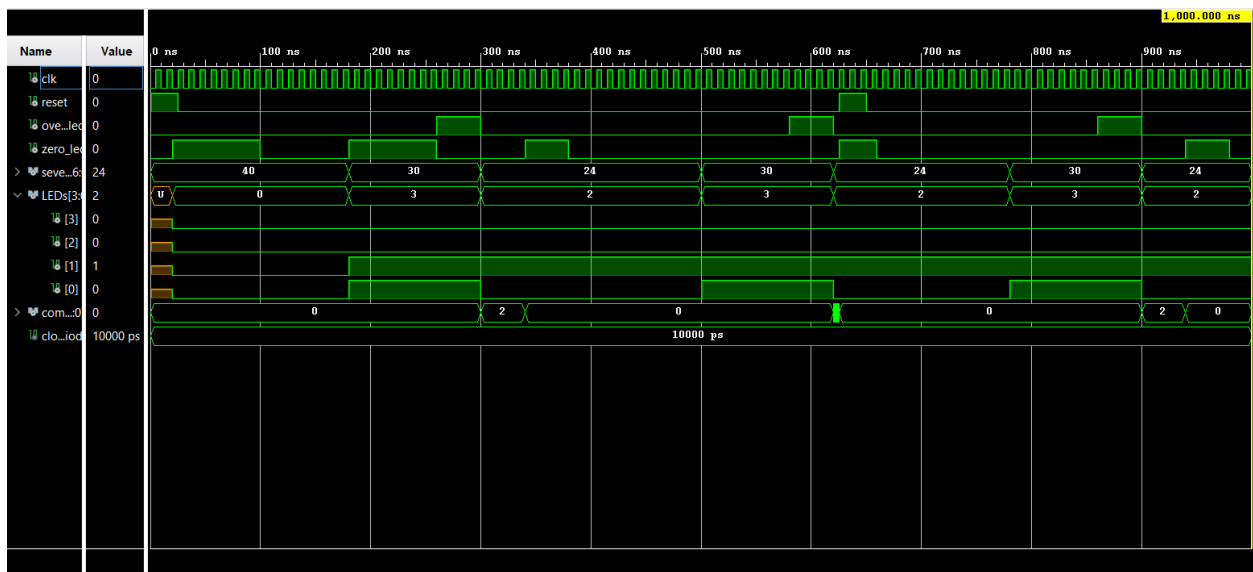 1,000.000 ns
Name Value 0 ns 100 ns 200 ns 300 ns 400 ns 500 ns 600 ns 700 ns 800 ns 900 ns
clk 0
reset 0
ove...led 0
zero_led 0
seve...6: 24 40 30 24 30 24 30 24
LEDs[3:0 2 U 0 3 2 3 2 3 2
[3] 0
[2] 0
[1] 1
[0] 0
com...:0 0 0 2 0 0 2 0
clo...iod 10000 ps 10000 ps